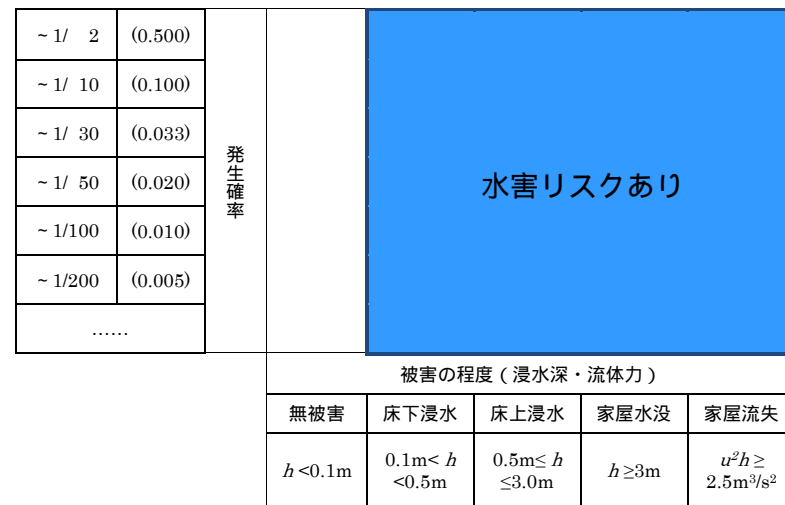 ~ 1/ 2 (0.500)
~ 1/ 10 (0.100)
~ 1/ 30 (0.033)
~ 1/ 50 (0.020)
~ 1/100 (0.010)
~ 1/200 (0.005)
……
発生確率
水害リスクあり
被害の程度(浸水深・流体力)
無被害 床下浸水 床上浸水 家屋水没 家屋流失
h <0.1m 0.1m< h 0.5m≤ h h ≥3m u²h ≥
<0.5m ≤3.0m 2.5m³/s²